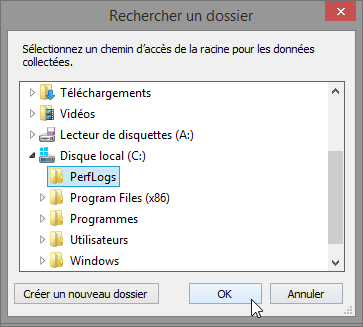 Rechercher un dossier
Sélectionnez un chemin d'accès de la racine pour les données
collectées.
Téléchargements
Vidéos
Lecteur de disquettes (A:)
Disque local (C:)
PerfLogs
Program Files (x86)
Programmes
Utilisateurs
Windows
Créer un nouveau dossier OK Annuler